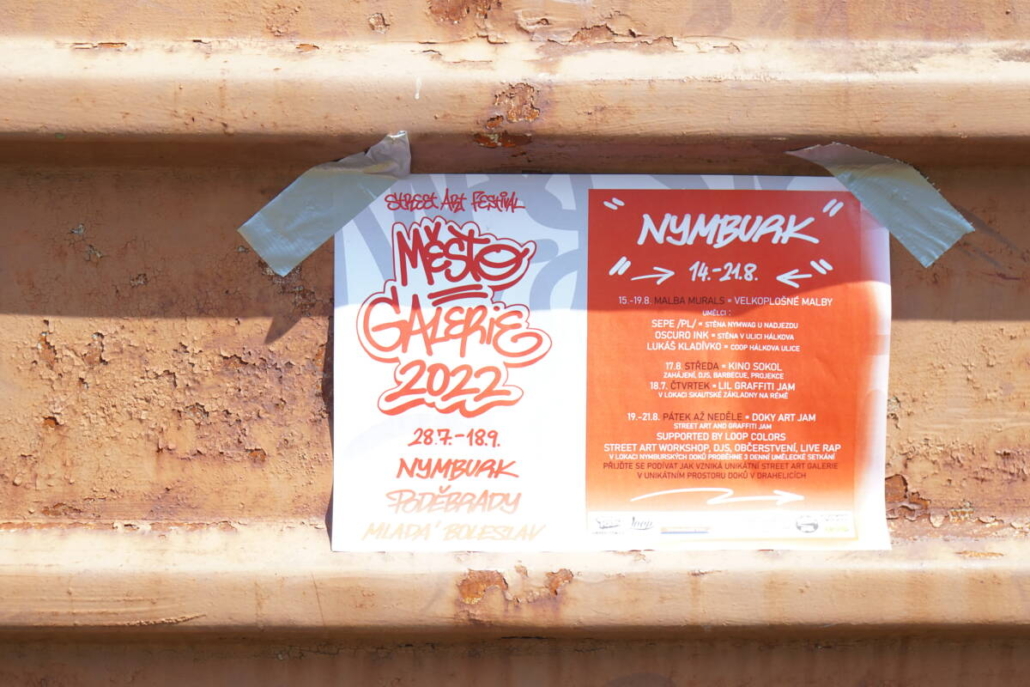 STREET ART FESTIVAL
MĚSTO
GALERIE
2022
28.7.-18.9.
NYMBURK
PODĚBRADY
MLADÁ BOLESLAV
NYMBURK
14.-21.8.
15.-19.8. MALBA MURALS • VELKOPLOŠNÉ MALBY
UMĚLCI :
SEPE /PL/ • STĚNA NYMWAG U NADJEZDU
OSCURO INK • STĚNA V ULICI HÁLKOVA
LUKÁŠ KLADÍVKO • COOP HÁLKOVA ULICE
17.8. STŘEDA • KINO SOKOL
ZAHÁJENÍ, DJS, BARBECUE, PROJEKCE
18.7. ČTVRTEK • LIL GRAFFITI JAM
V LOKACI SKAUTSKÉ ZÁKLADNY NA RÉMĚ
19.-21.8. PÁTEK AŽ NEDĚLE • DOKY ART JAM
STREET ART AND GRAFFITI JAM
SUPPORTED BY LOOP COLORS
STREET ART WORKSHOP, DJS, OBČERSTVENÍ, LIVE RAP
V LOKACI NYMBURSKÝCH DOKŮ PROBĚHNE 3 DENNÍ UMĚLECKÉ SETKÁNÍ
PŘIJĎTE SE PODÍVAT JAK VZNIKÁ UNIKÁTNÍ STREET ART GALERIE
V UNIKÁTNÍM PROSTORU DOKŮ V DRAHELICÍCH